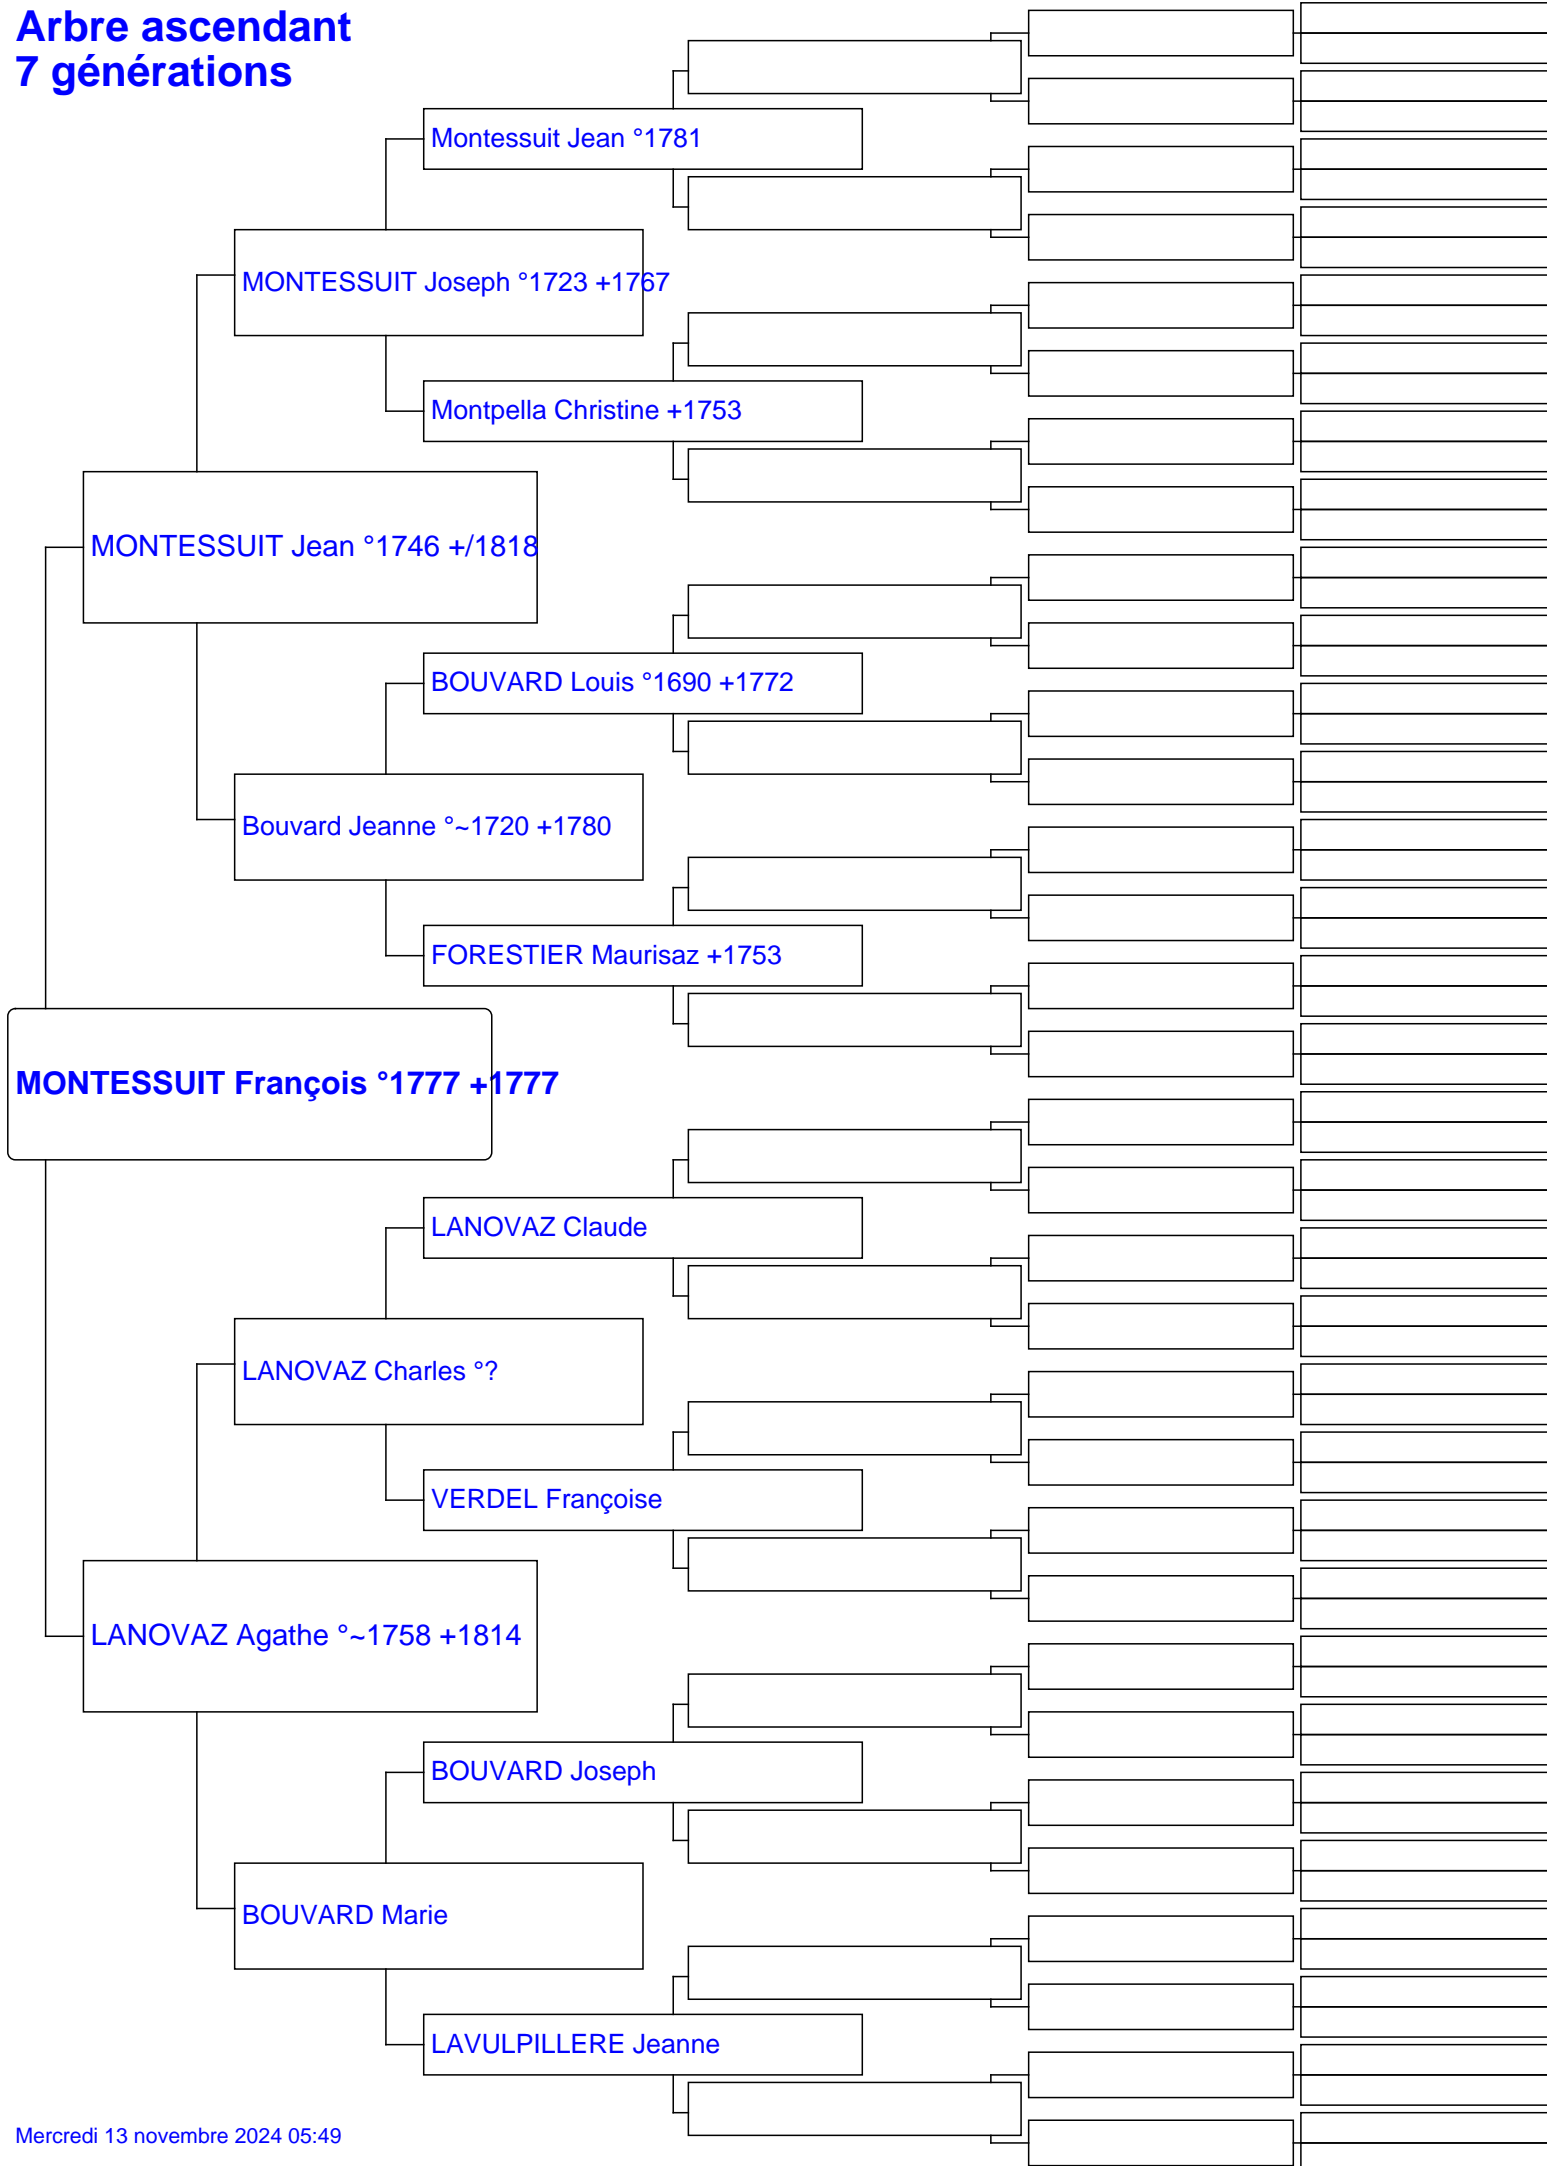 Arbre ascendant
7 générations
Montessuit Jean °1781
MONTESSUIT Joseph °1723 +1767
Montpella Christine +1753
MONTESSUIT Jean °1746 +/1818
BOUVARD Louis °1690 +1772
Bouvard Jeanne °~1720 +1780
FORESTIER Maurisaz +1753
MONTESSUIT François °1777 +1777
LANOVAZ Claude
LANOVAZ Charles °?
VERDEL Françoise
LANOVAZ Agathe °~1758 +1814
BOUVARD Joseph
BOUVARD Marie
LAVULPILLERE Jeanne
Mercredi 13 novembre 2024 05:49